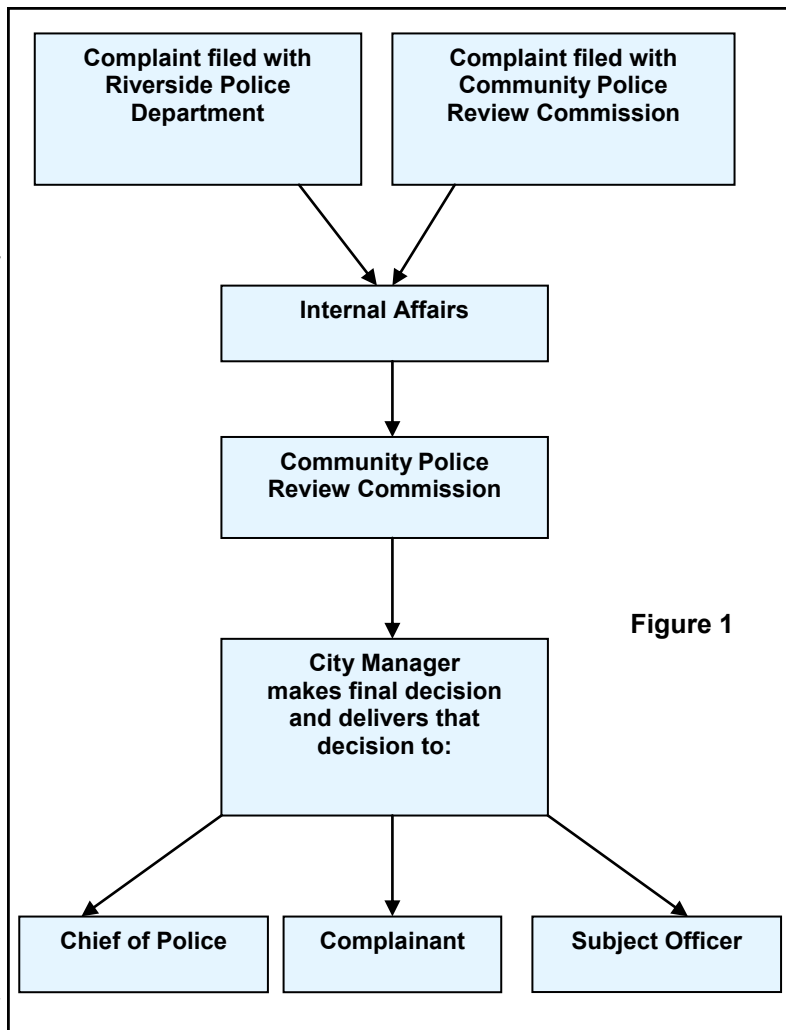 Complaint filed with
Riverside Police
Department
Complaint filed with
Community Police
Review Commission
Internal Affairs
Community Police
Review Commission
Figure 1
City Manager
makes final decision
and delivers that
decision to:
Chief of Police
Complainant
Subject Officer